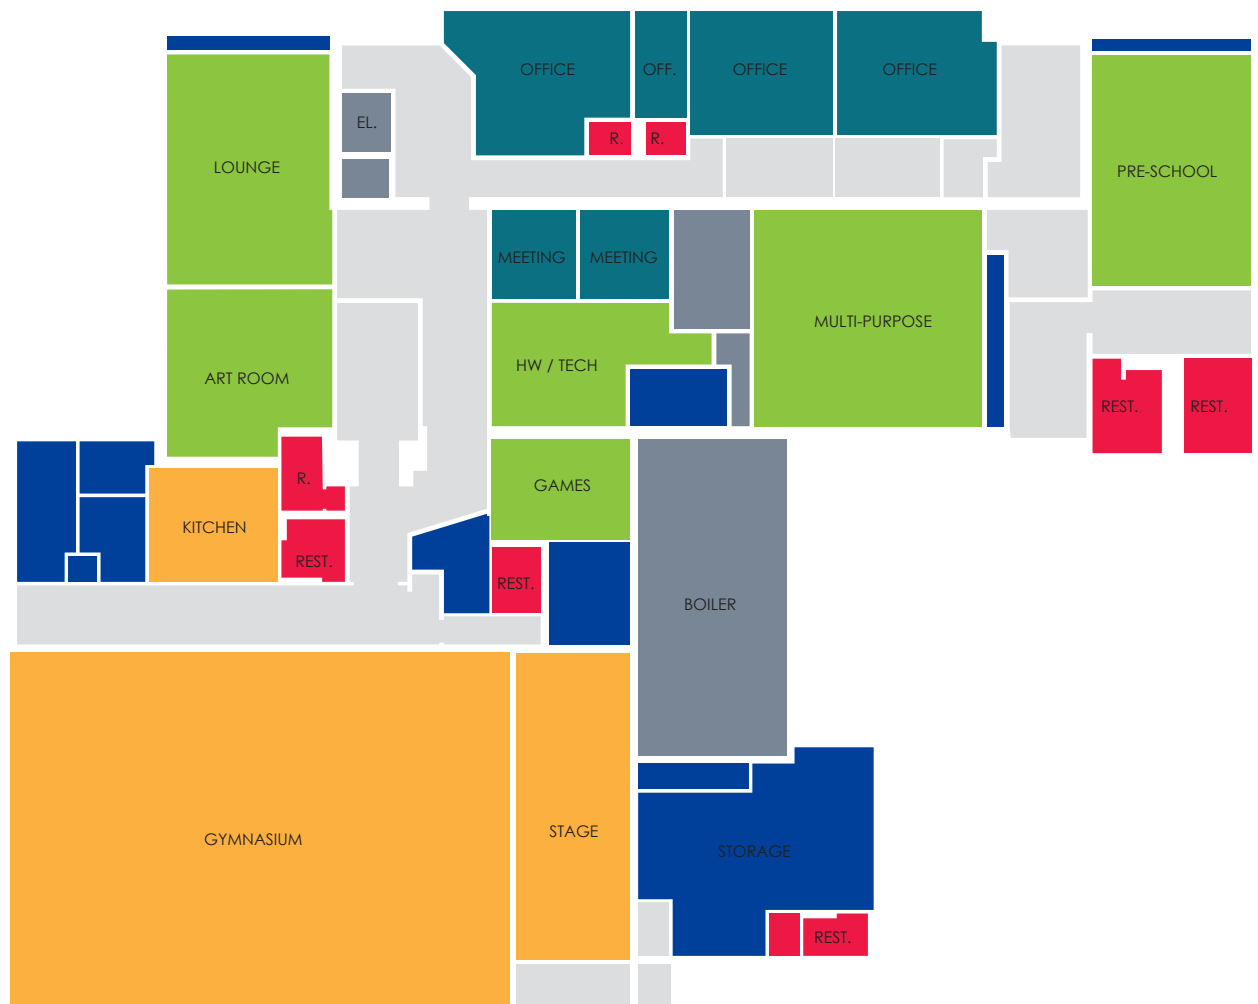 OFFICE
OFF.
OFFICE
OFFICE
EL.
R.
R.
LOUNGE
PRE-SCHOOL
MEETING
MEETING
MULTI-PURPOSE
HW / TECH
ART ROOM
REST.
REST.
R.
GAMES
KITCHEN
REST.
REST.
BOILER
GYMNASIUM
STAGE
STORAGE
REST.